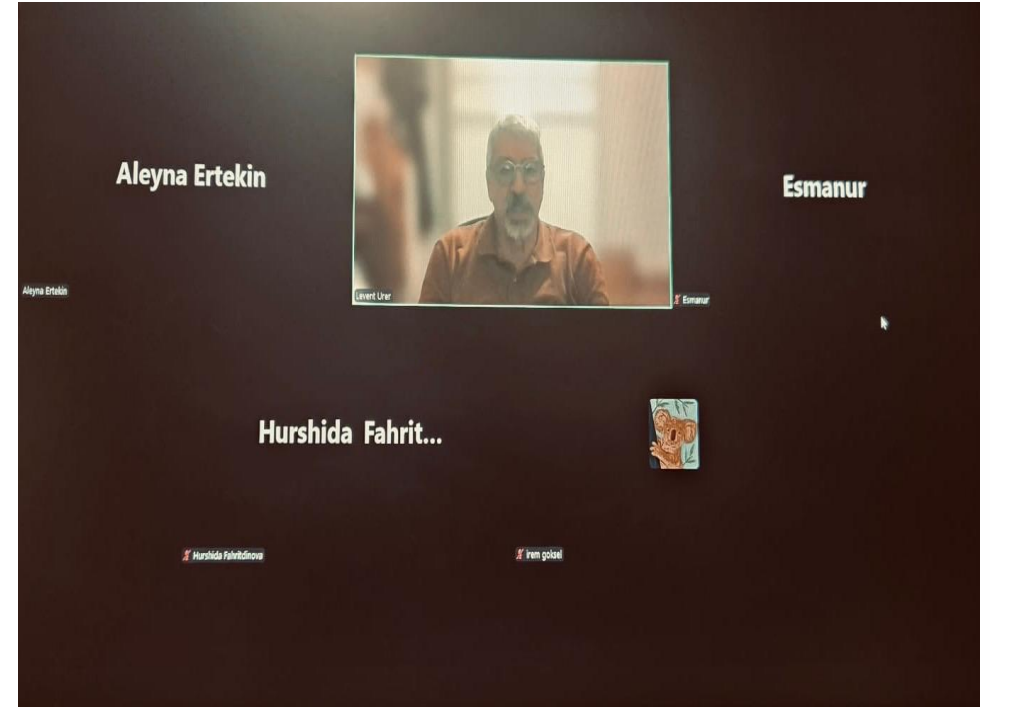 Aleyna Ertekin
Esmanur
Aleyna Ertekin
Levent Urer
Esmanur
Hurshida Fahrit...
Hurshida Fahritdinova
irem goksel